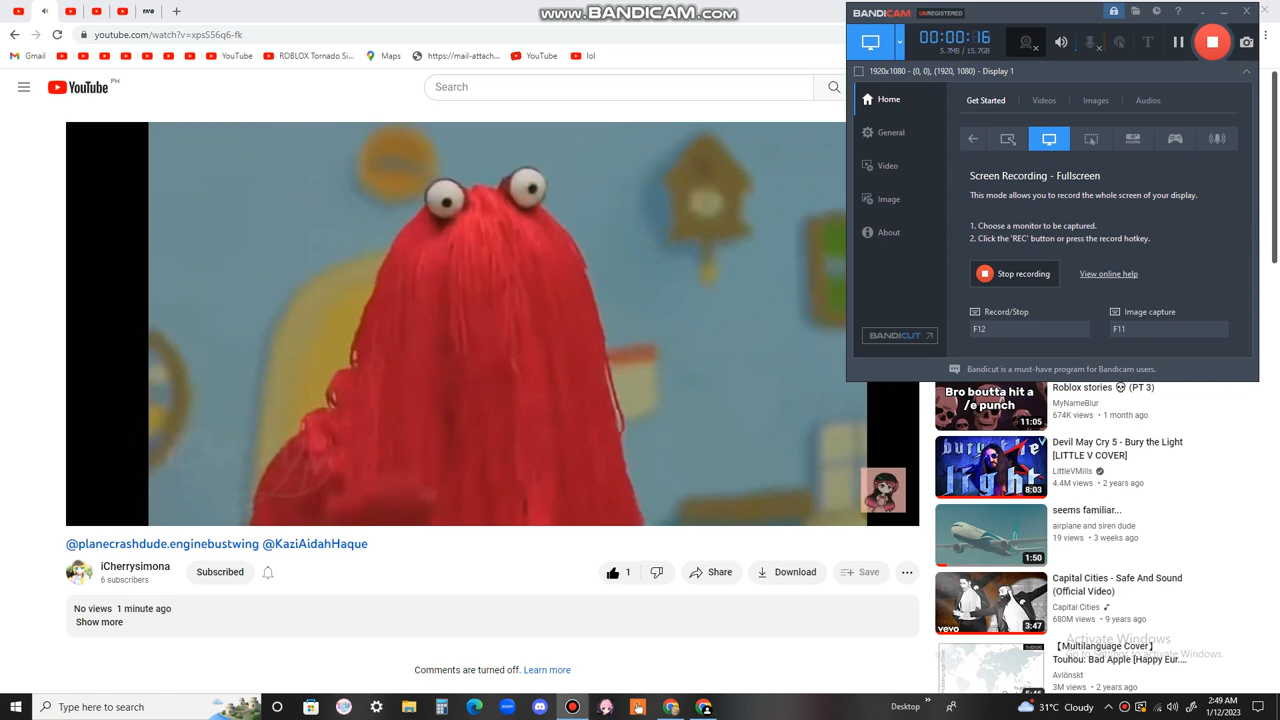 www.BANDICAM.com
BANDICAM UNREGISTERED
youtube.com/watch?v=xpsS56q6-fk
00:00:16
5.7MB / 15.7GB
Gmail
YouTube
ROBLOX Tornado Si...
Maps
https://mail-attach...
YouTube
lol
1920x1080 - (0, 0), (1920, 1080) - Display 1
YouTube PH
Search
Home
General
Video
Image
About
BANDICUT
Get Started
Videos
Images
Audios
Screen Recording - Fullscreen
This mode allows you to record the whole screen of your display.
1. Choose a monitor to be captured.
2. Click the 'REC' button or press the record hotkey.
Stop recording
View online help
Record/Stop
Image capture
F12
F11
Bandicut is a must-have program for Bandicam users.
Bro boutta hit a
/e punch
11:05
Roblox stories 💀 (PT 3)
MyNameBlur
674K views • 1 month ago
bury the
light
8:03
Devil May Cry 5 - Bury the Light
[LITTLE V COVER]
LittleVMills
4.4M views • 2 years ago
1:50
seems familiar...
airplane and siren dude
19 views • 3 weeks ago
vevo
3:47
Capital Cities - Safe And Sound
(Official Video)
Capital Cities
680M views • 9 years ago
【Multilanguage Cover】
Touhou: Bad Apple [Happy Eur....
Aviönskt
3M views • 2 years ago
@planecrashdude.enginebustwing @KaziAidahHaque
iCherrysimona
6 subscribers
Subscribed
1
Share
Download
Save
No views 1 minute ago
Show more
Comments are turned off. Learn more
Activate Windows
Go to Settings to activate Windows.
Type here to search
zoom
Desktop
31°C Cloudy
2:49 AM
1/12/2023